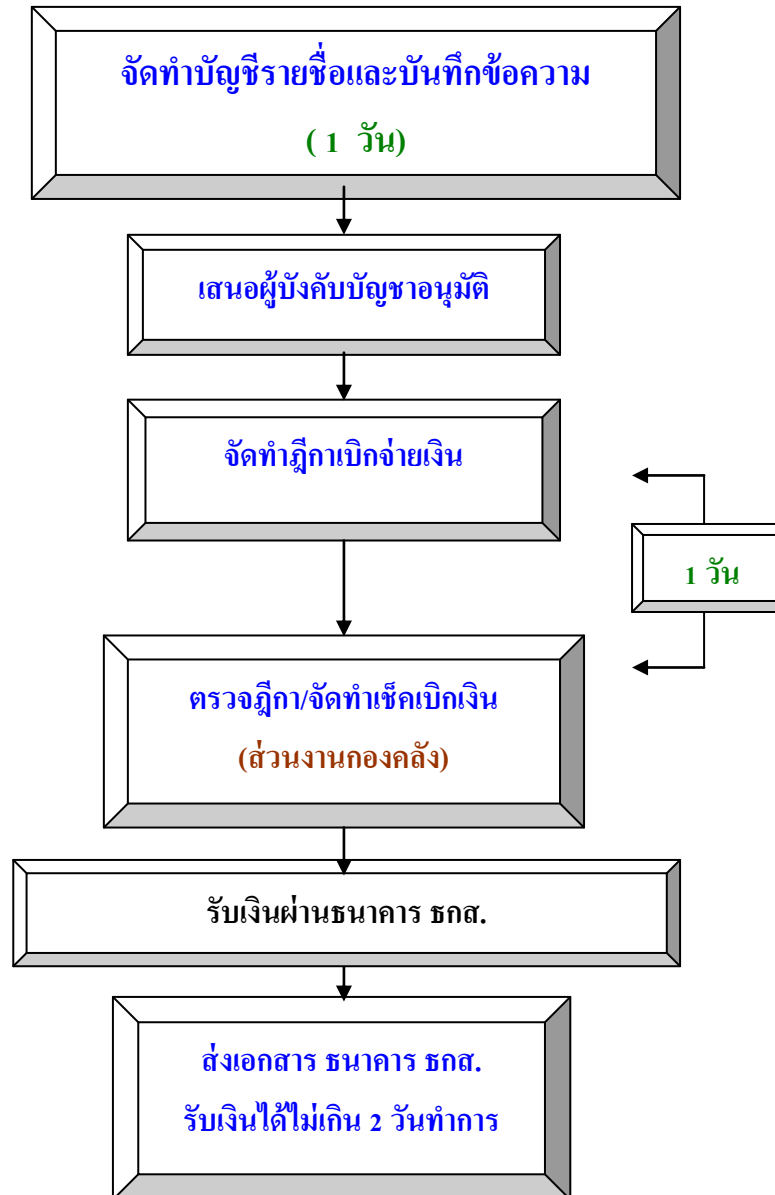 จัดทำบัญชีรายชื่อและบันทึกข้อความ
( 1 วัน)
เสนอผู้บังคับบัญชาอนุมัติ
จัดทำฎีกาเบิกจ่ายเงิน
1 วัน
ตรวจฎีกา/จัดทำเช็คเบิกเงิน
(ส่วนงานกองคลัง)
รับเงินผ่านธนาคาร ธกส.
ส่งเอกสาร ธนาคาร ธกส.
รับเงินได้ไม่เกิน 2 วันทำการ